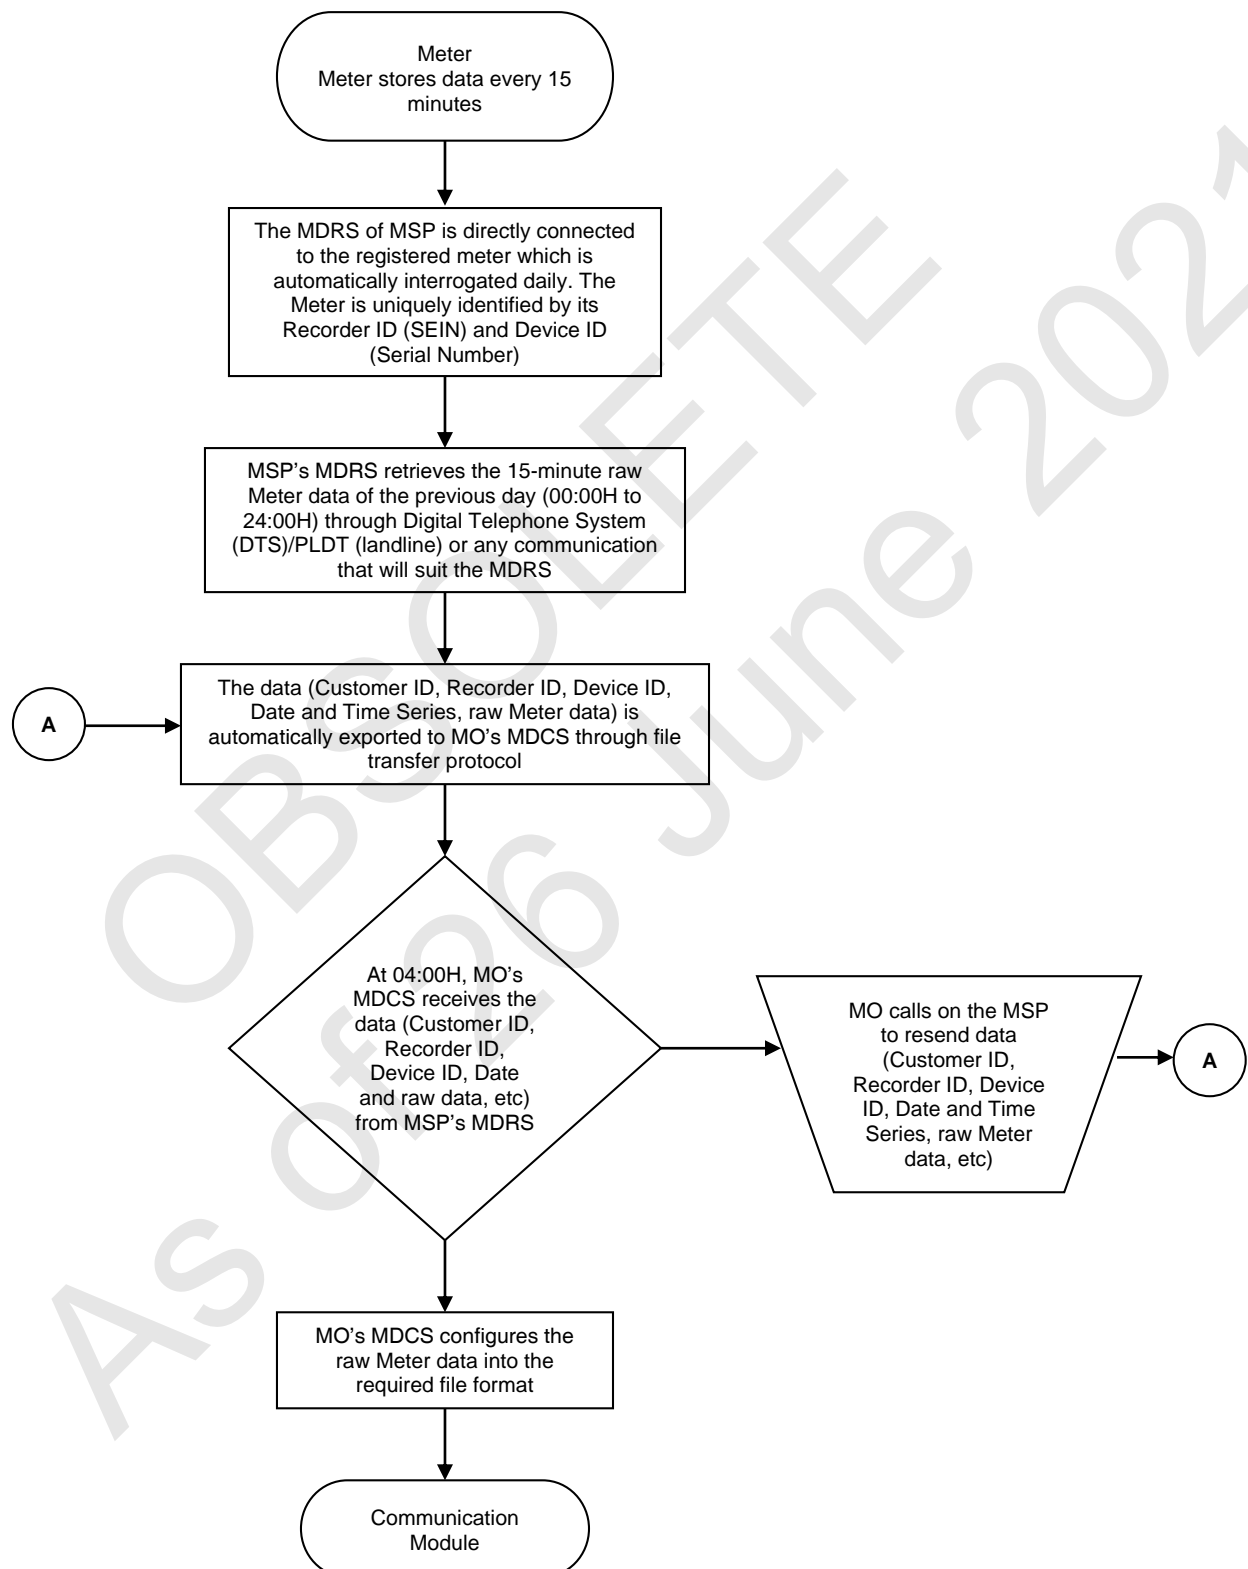 Meter
Meter stores data every 15
minutes
The MDRS of MSP is directly connected
to the registered meter which is
automatically interrogated daily. The
Meter is uniquely identified by its
Recorder ID (SEIN) and Device ID
(Serial Number)
MSP's MDRS retrieves the 15-minute raw
Meter data of the previous day (00:00H to
24:00H) through Digital Telephone System
(DTS)/PLDT (landline) or any communication
that will suit the MDRS
A
The data (Customer ID, Recorder ID, Device ID,
Date and Time Series, raw Meter data) is
automatically exported to MO's MDCS through file
transfer protocol
At 04:00H, MO's
MDCS receives the
data (Customer ID,
Recorder ID,
Device ID, Date
and raw data, etc)
from MSP's MDRS
MO calls on the MSP
to resend data
(Customer ID,
Recorder ID, Device
ID, Date and Time
Series, raw Meter
data, etc)
A
MO's MDCS configures the
raw Meter data into the
required file format
Communication
Module
OBSOLETE
As of 26 June 2021